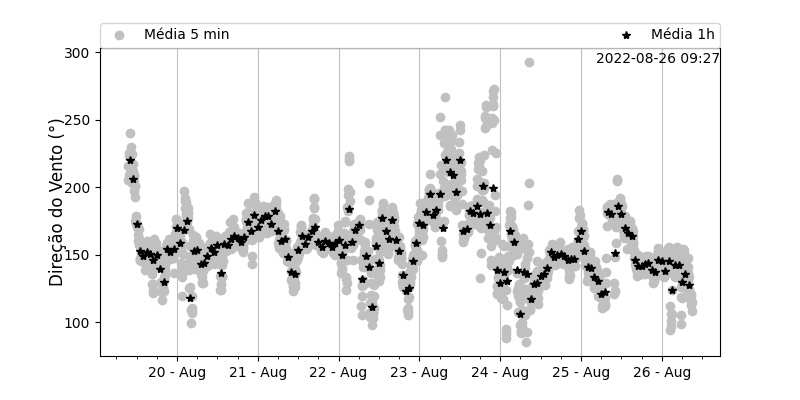 Média 5 min
Média 1h
2022-08-26 09:27
Direção do Vento (°)
300
250
200
150
100
20 - Aug
21 - Aug
22 - Aug
23 - Aug
24 - Aug
25 - Aug
26 - Aug